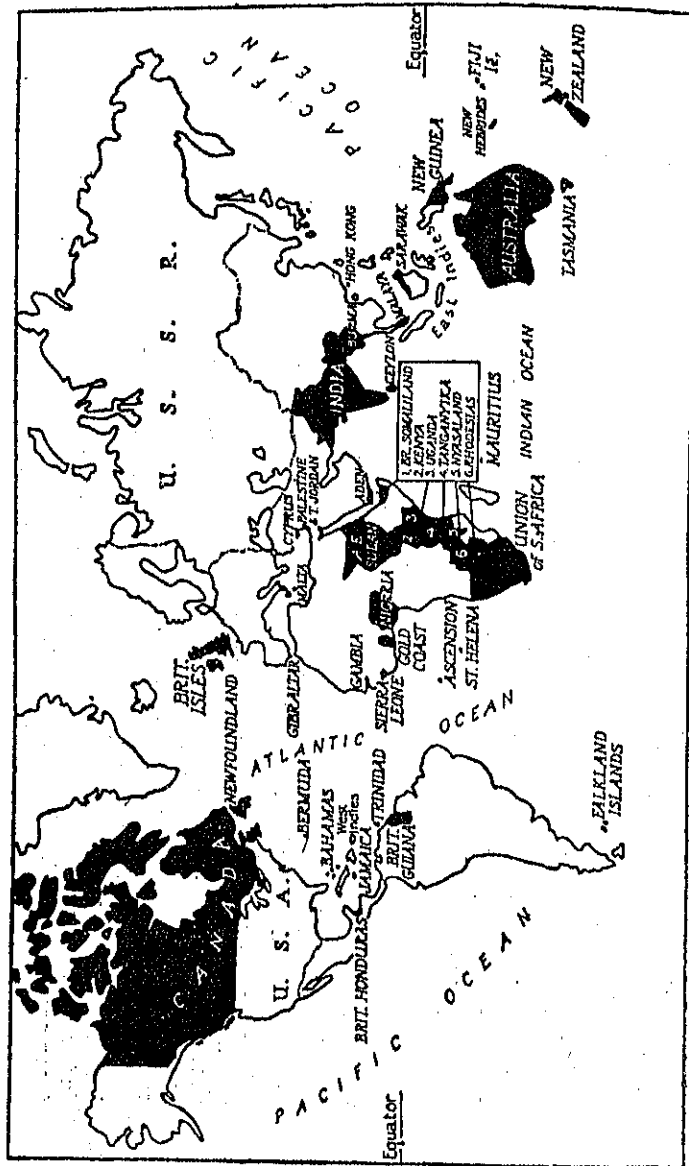 PACIFIC
OCEAN
U. S. S. R.
BRIT.
ISLES
NEWFOUNDLAND
CANADA
ATLANTIC
OCEAN
U. S. A.
BERMUDA
BAHAMAS
West
Indies
JAMAICA
TRINIDAD
BRIT. HONDURAS
BRIT.
GUIANA
GIBRALTAR
MALTA
CYPRUS
PALESTINE
& T. JORDAN
ADEN
GAMBIA
SIERRA
LEONE
GOLD
COAST
NIGERIA
ASCENSION
ST. HELENA
INDIA
BURMA
HONG KONG
CEYLON
MALAYA
SARAWAK
East Indies
NEW
GUINEA
NEW
HEBRIDES
FIJI
IS.
1. BR. SOMALILAND
2. KENYA
3. UGANDA
4. TANGANYIKA
5. NYASALAND
6. RHODESIAS
MAURITIUS
INDIAN OCEAN
UNION
of S. AFRICA
AUSTRALIA
TASMANIA
NEW
ZEALAND
FALKLAND
ISLANDS
PACIFIC OCEAN
Equator
Equator